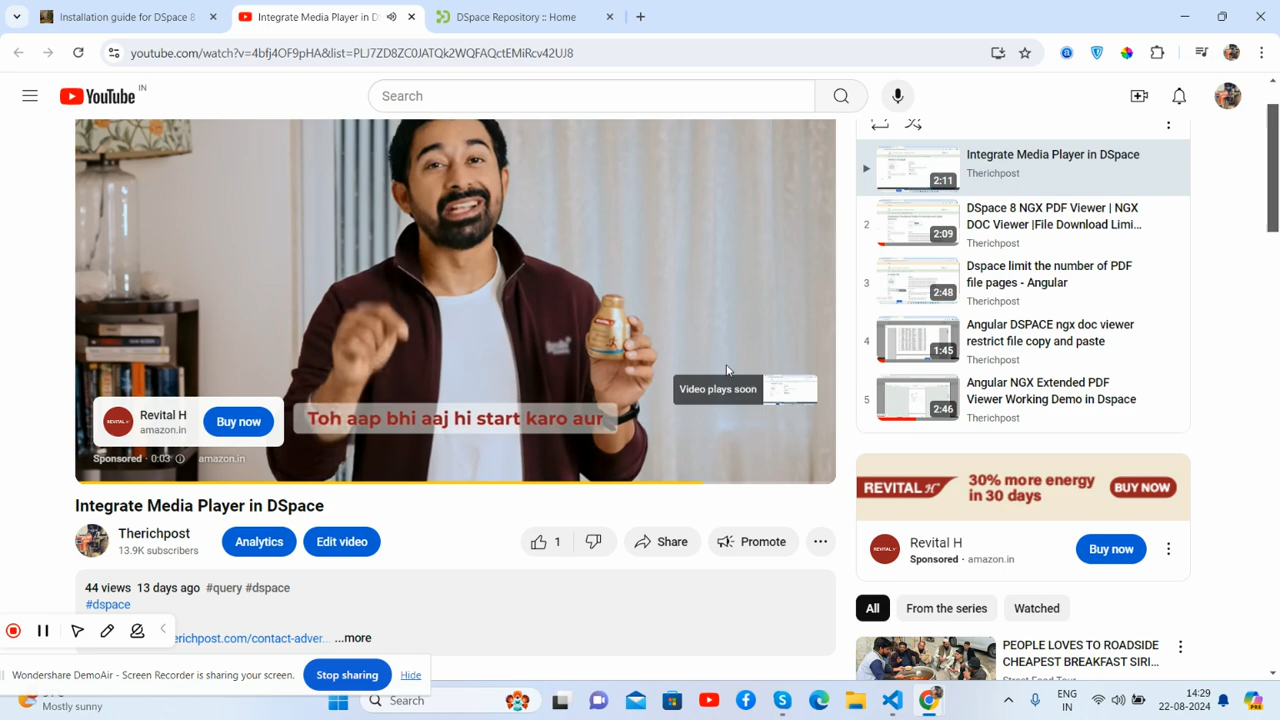 Installation guide for DSpace 8
Integrate Media Player in D
DSpace Repository :: Home
youtube.com/watch?v=4bfj4OF9pHA&list=PLJ7ZD8ZC0JATQk2WQFAQctEMiRcv42UJ8
YouTube IN
Search
Integrate Media Player in DSpace
Therichpost
2:11
2
DSpace 8 NGX PDF Viewer | NGX
DOC Viewer |File Download Limi...
Therichpost
2:09
3
Dspace limit the number of PDF
file pages - Angular
Therichpost
2:48
4
Angular DSPACE ngx doc viewer
restrict file copy and paste
Therichpost
1:45
5
Angular NGX Extended PDF
Viewer Working Demo in Dspace
Therichpost
2:46
Video plays soon
REVITAL H
Revital H
amazon.in
Buy now
Toh aap bhi aaj hi start karo aur
Sponsored · 0:03 amazon.in
REVITAL H
30% more energy
in 30 days
BUY NOW
Revital H
Sponsored · amazon.in
Buy now
Integrate Media Player in DSpace
Therichpost
13.9K subscribers
Analytics
Edit video
1
Share
Promote
44 views 13 days ago #query #dspace
#dspace
erichpost.com/contact-adver... ...more
All
From the series
Watched
PEOPLE LOVES TO ROADSIDE
CHEAPEST BREAKFAST SIRI...
Wondershare DemoAir - Screen Recorder is sharing your screen.
Stop sharing
Hide
Mostly sunny
Search
ENG
IN
14:29
22-08-2024